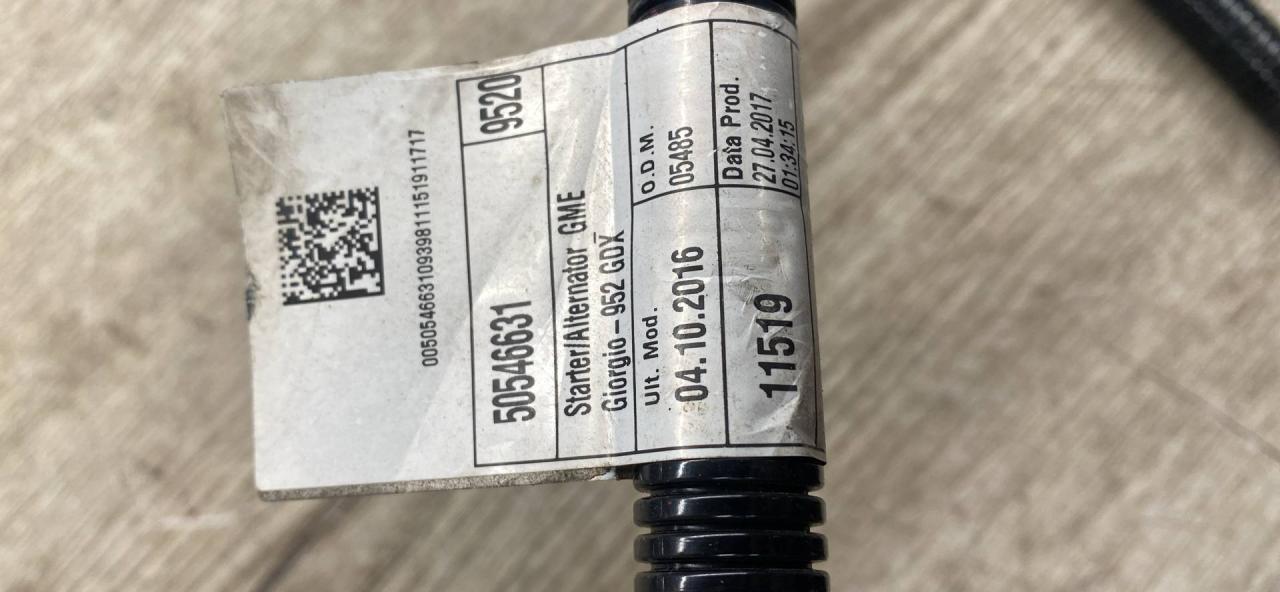 00505466310939811151911717
50546631 9520
Starter/Alternator GME
Giorgio-952 GDX
Ult. Mod. O.D.M.
04.10.2016 05485
11519 Data Prod.
27.04.2017
01:34:15